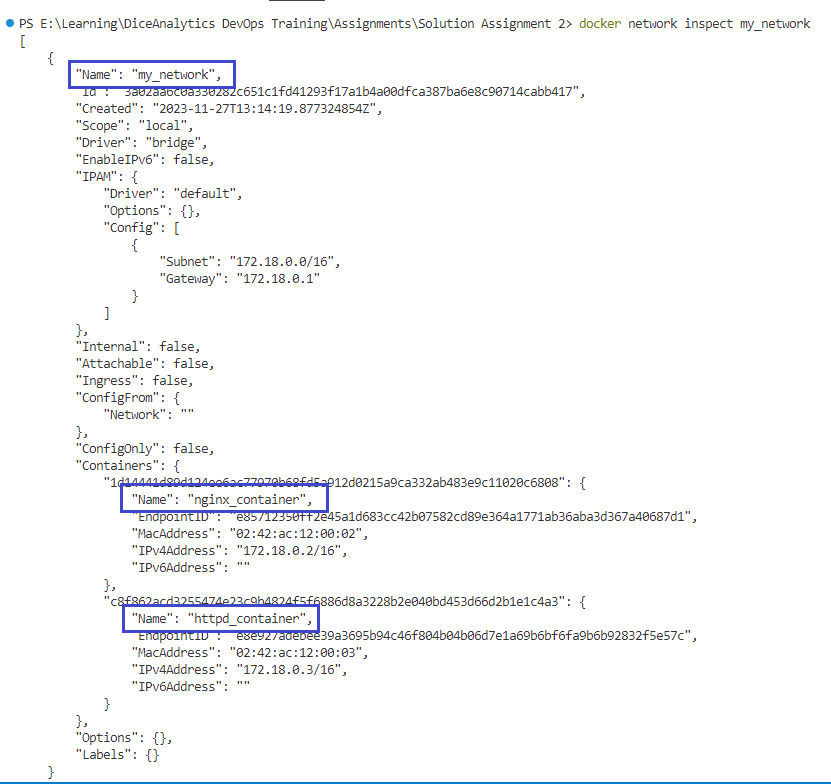 PS E:\Learning\DiceAnalytics DevOps Training\Assignments\Solution Assignment 2> docker network inspect my_network
[
    {
        "Name": "my_network",
        "Id": "3a02aa6c0a330282c651c1fd41293f17a1b4a00dfca387ba6e8c90714cabb417",
        "Created": "2023-11-27T13:14:19.877324854Z",
        "Scope": "local",
        "Driver": "bridge",
        "EnableIPv6": false,
        "IPAM": {
            "Driver": "default",
            "Options": {},
            "Config": [
                {
                    "Subnet": "172.18.0.0/16",
                    "Gateway": "172.18.0.1"
                }
            ]
        },
        "Internal": false,
        "Attachable": false,
        "Ingress": false,
        "ConfigFrom": {
            "Network": ""
        },
        "ConfigOnly": false,
        "Containers": {
            "1d14441d89d124ee6ac77970b68fd5a912d0215a9ca332ab483e9c11020c6808": {
                "Name": "nginx_container",
                "EndpointID": "e85712350ff2e45a1d683cc42b07582cd89e364a1771ab36aba3d367a40687d1",
                "MacAddress": "02:42:ac:12:00:02",
                "IPv4Address": "172.18.0.2/16",
                "IPv6Address": ""
            },
            "c8f862acd3255474e23c9b4824f5f6886d8a3228b2e040bd453d66d2b1e1c4a3": {
                "Name": "httpd_container",
                "EndpointID": "e8e927adebee39a3695b94c46f804b04b06d7e1a69b6bf6fa9b6b92832f5e57c",
                "MacAddress": "02:42:ac:12:00:03",
                "IPv4Address": "172.18.0.3/16",
                "IPv6Address": ""
            }
        },
        "Options": {},
        "Labels": {}
    }